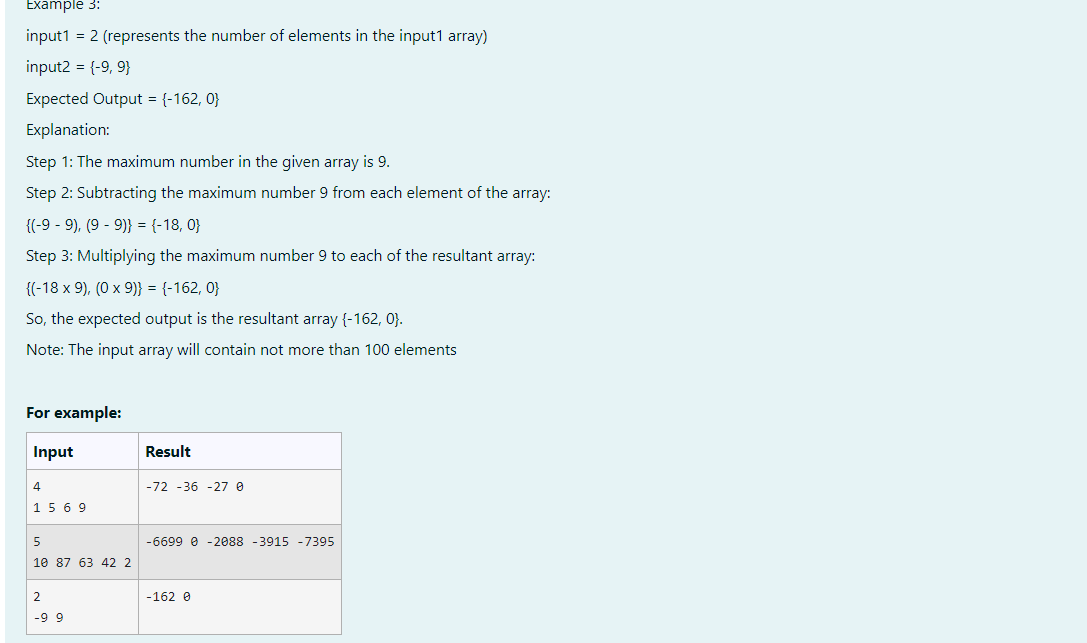 Example 3:
input1 = 2 (represents the number of elements in the input1 array)
input2 = {-9, 9}
Expected Output = {-162, 0}
Explanation:
Step 1: The maximum number in the given array is 9.
Step 2: Subtracting the maximum number 9 from each element of the array:
{(-9 - 9), (9 - 9)} = {-18, 0}
Step 3: Multiplying the maximum number 9 to each of the resultant array:
{(-18 x 9), (0 x 9)} = {-162, 0}
So, the expected output is the resultant array {-162, 0}.
Note: The input array will contain not more than 100 elements
For example:
Input Result
4 -72 -36 -27 0
1 5 6 9
5 -6699 0 -2088 -3915 -7395
10 87 63 42 2
2 -162 0
-9 9